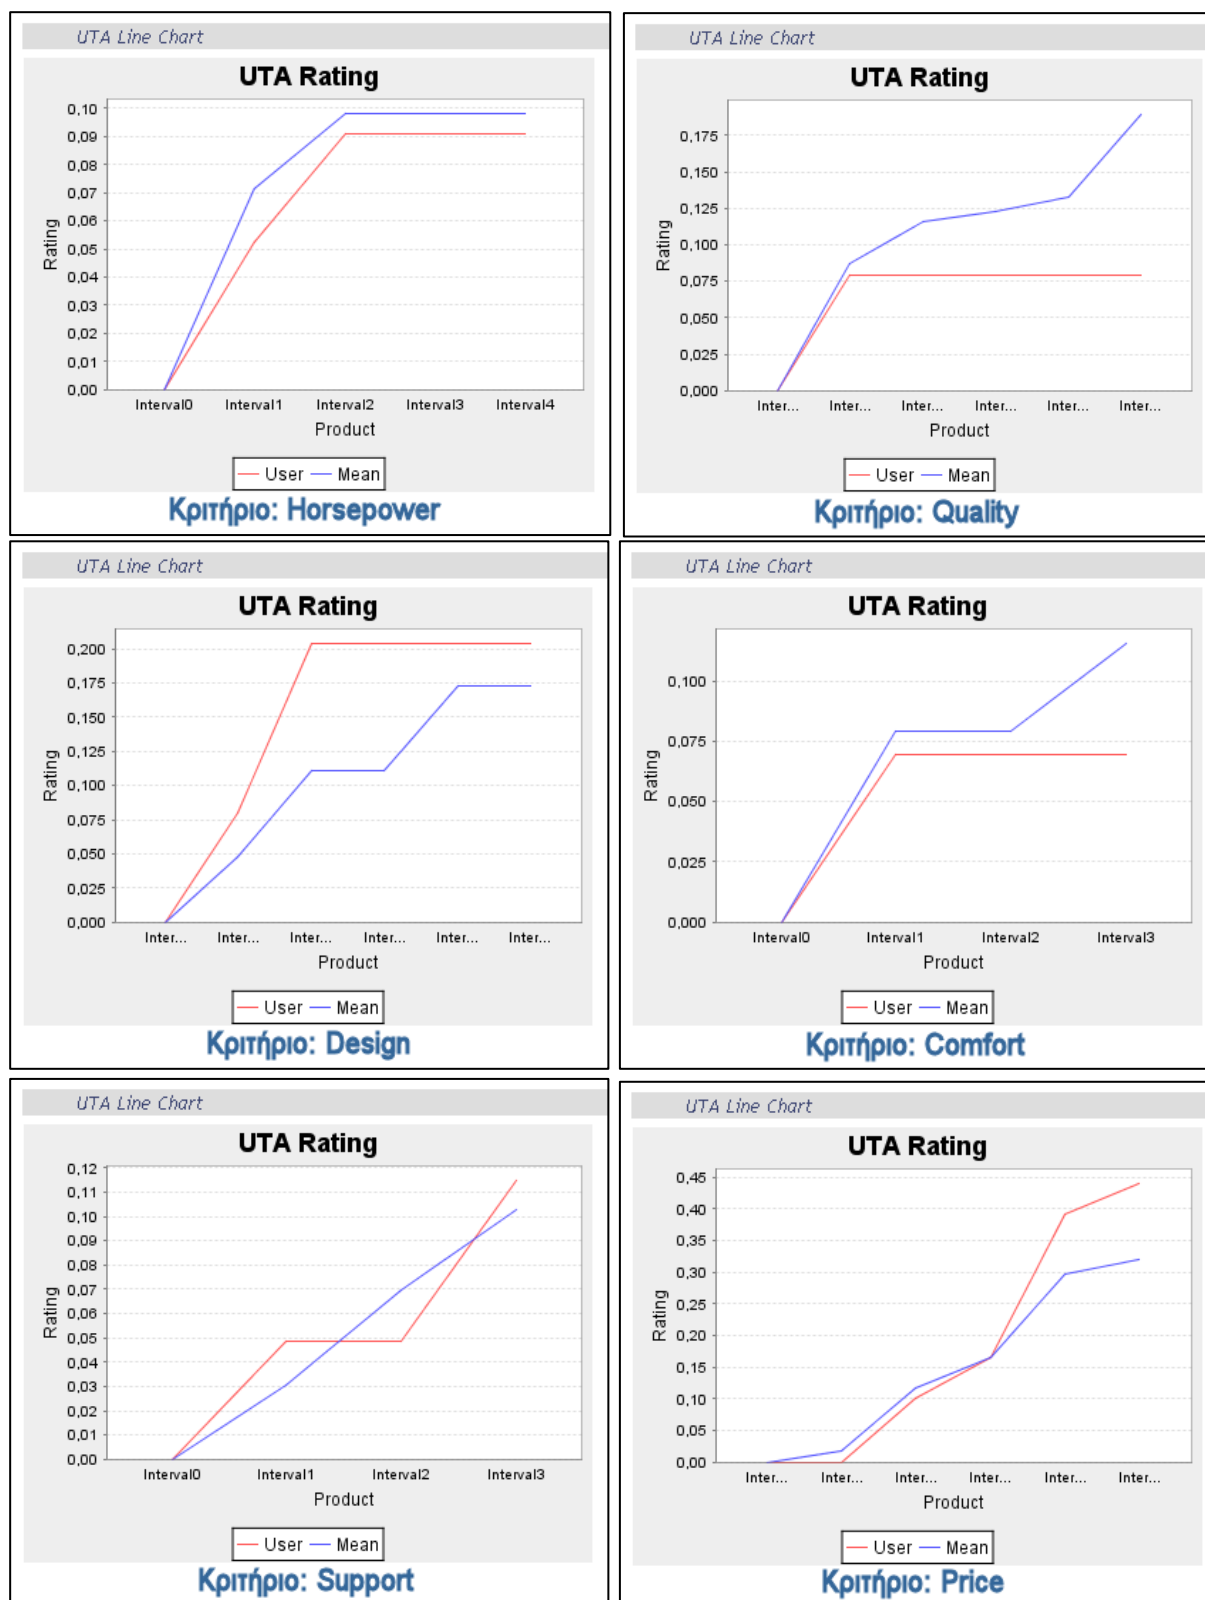 UTA Line Chart
UTA Rating
0,10
0,09
0,08
0,07
0,06
0,05
0,04
0,03
0,02
0,01
0,00
Rating
Interval0 Interval1 Interval2 Interval3 Interval4
Product
User Mean
Κριτήριο: Horsepower
UTA Line Chart
UTA Rating
0,175
0,150
0,125
0,100
0,075
0,050
0,025
0,000
Rating
Inter... Inter... Inter... Inter... Inter... Inter...
Product
User Mean
Κριτήριο: Quality
UTA Line Chart
UTA Rating
0,200
0,175
0,150
0,125
0,100
0,075
0,050
0,025
0,000
Rating
Inter... Inter... Inter... Inter... Inter... Inter...
Product
User Mean
Κριτήριο: Design
UTA Line Chart
UTA Rating
0,100
0,075
0,050
0,025
0,000
Rating
Interval0 Interval1 Interval2 Interval3
Product
User Mean
Κριτήριο: Comfort
UTA Line Chart
UTA Rating
0,12
0,11
0,10
0,09
0,08
0,07
0,06
0,05
0,04
0,03
0,02
0,01
0,00
Rating
Interval0 Interval1 Interval2 Interval3
Product
User Mean
Κριτήριο: Support
UTA Line Chart
UTA Rating
0,45
0,40
0,35
0,30
0,25
0,20
0,15
0,10
0,05
0,00
Rating
Inter... Inter... Inter... Inter... Inter... Inter...
Product
User Mean
Κριτήριο: Price